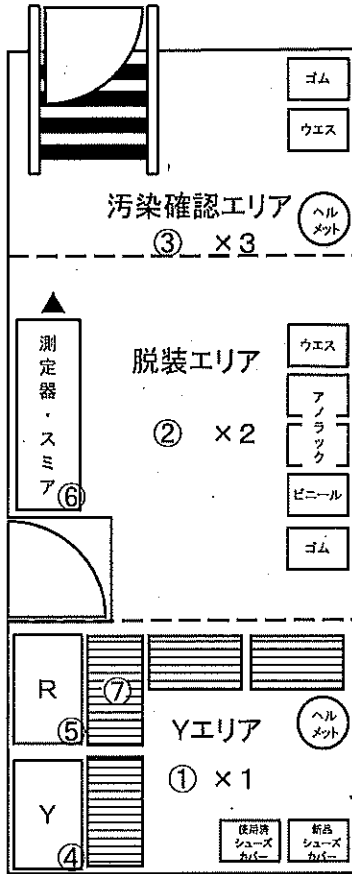 ゴム
ウエス
汚染確認エリア
ヘル
メット
③ ×3
測定器・スミア
⑥
脱装エリア
② ×2
ウエス
アノラック
ビニール
ゴム
R
⑤
⑦
Yエリア
ヘル
メット
① ×1
Y
④
使用済
シューズ
カバー
新品
シューズ
カバー